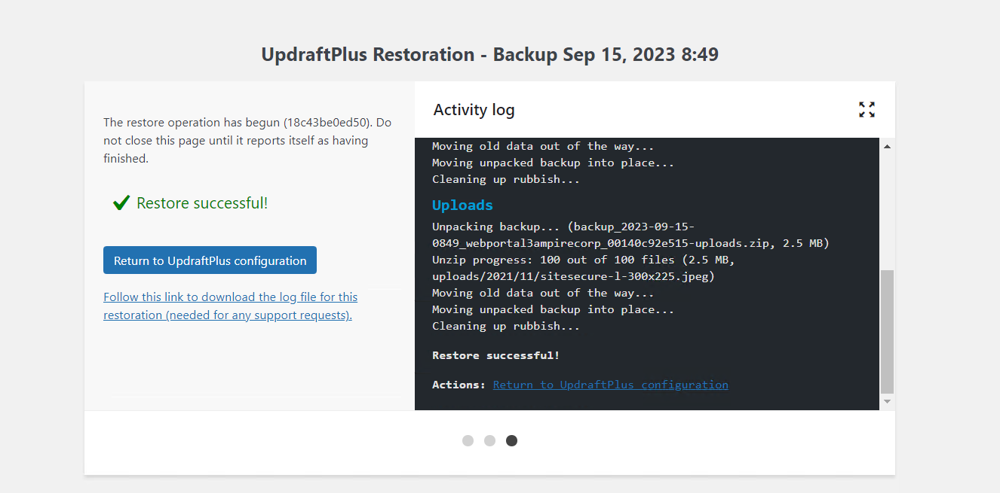 UpdraftPlus Restoration - Backup Sep 15, 2023 8:49
The restore operation has begun (18c43be0ed50). Do
not close this page until it reports itself as having
finished.
Restore successful!
Return to UpdraftPlus configuration
Follow this link to download the log file for this
restoration (needed for any support requests).
Activity log
Moving old data out of the way...
Moving unpacked backup into place...
Cleaning up rubbish...
Uploads
Unpacking backup... (backup_2023-09-15-
0849_webportal3ampirecorp_00140c92e515-uploads.zip, 2.5 MB)
Unzip progress: 100 out of 100 files (2.5 MB,
uploads/2021/11/sitesecure-l-300x225.jpeg)
Moving old data out of the way...
Moving unpacked backup into place...
Cleaning up rubbish...
Restore successful!
Actions: Return to UpdraftPlus configuration